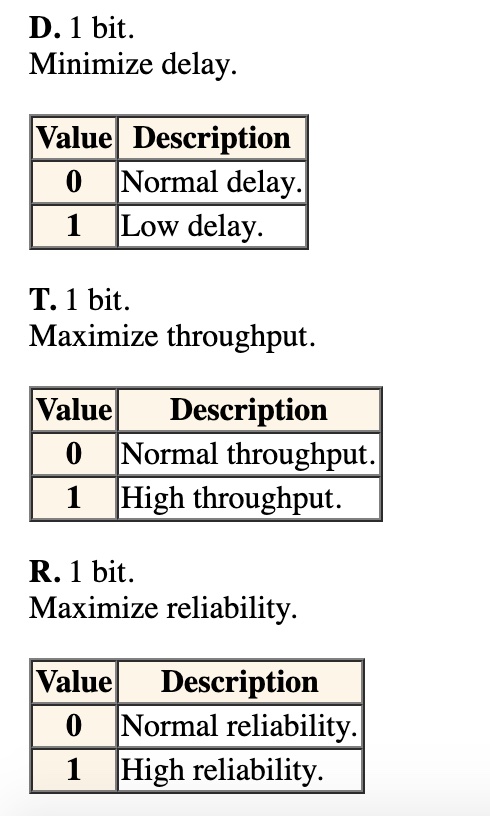 D. 1 bit.
Minimize delay.
Value Description
0 Normal delay.
1 Low delay.
T. 1 bit.
Maximize throughput.
Value Description
0 Normal throughput.
1 High throughput.
R. 1 bit.
Maximize reliability.
Value Description
0 Normal reliability.
1 High reliability.